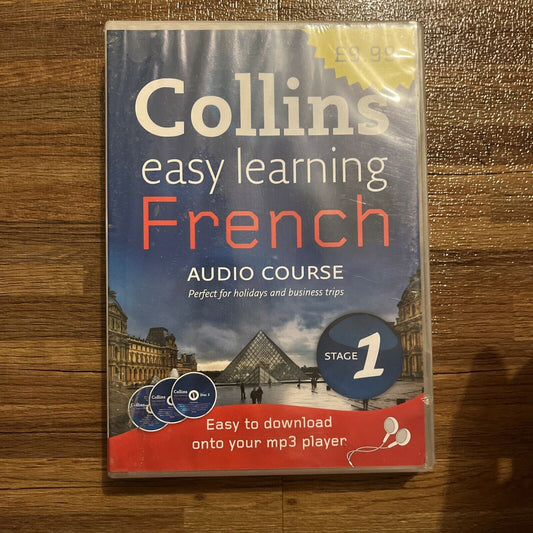 £9.99
Collins
easy learning
French
AUDIO COURSE
Perfect for holidays and business trips
STAGE 1
Collins
Easy to download
onto your mp3 player